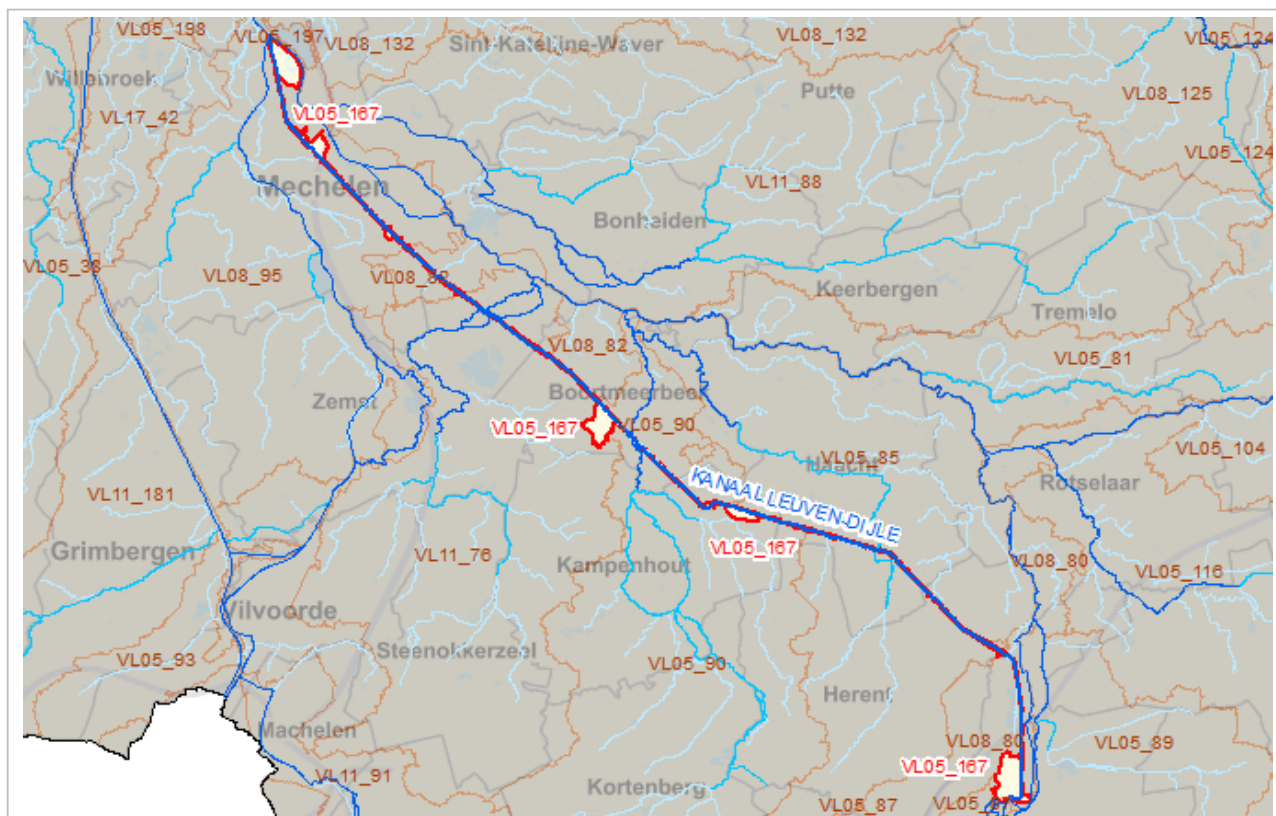 VL05_198
VL05_197
VL08_132
Sint-Katelijne-Waver
VL08_132
VL05_124
Willebroek
Putte
VL08_125
VL17_42
VL05_167
VL05_124
Mechelen
VL11_88
Bonheiden
VL05_38
VL08_95
VL08_82
Keerbergen
Tremelo
VL08_82
VL05_81
Zemst
Boortmeerbeek
VL05_167
VL05_90
VL05_104
VL05_85
Haacht
KANAAL LEUVEN-DIJLE
Rotselaar
VL11_181
Grimbergen
VL11_76
VL05_167
Kampenhout
VL08_80
VL05_116
Vilvoorde
Steenokkerzeel
VL05_93
VL05_90
Herent
Machelen
VL08_80
VL05_89
VL05_167
VL11_91
Kortenberg
VL05_87